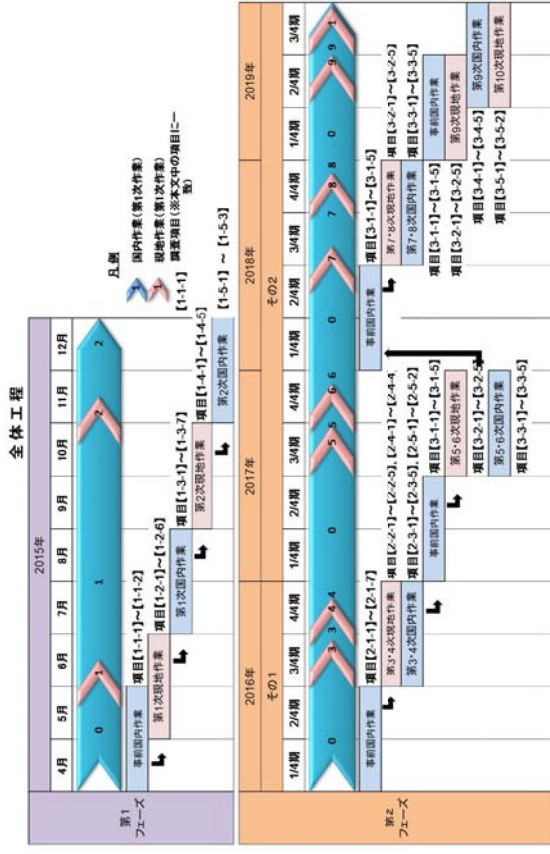 全体工程
凡例
国内作業(第1次作業)
現地作業(第1次作業)
調査項目(※本文中の項目に一致)
[1-1-1]
第1
フェーズ
2015年
4月 5月 6月 7月 8月 9月 10月 11月 12月
0 1 1 2 2
事前国内作業
項目[1-1-1]~[1-1-2]
第1次現地作業
項目[1-2-1]~[1-2-6]
第1次国内作業
項目[1-3-1]~[1-3-7]
第2次現地作業
項目[1-4-1]~[1-4-5]
第2次国内作業
[1-5-1] ~ [1-5-3]
第2
フェーズ
2016年 2017年 2018年 2019年
その1 その2
1/4期 2/4期 3/4期 4/4期 1/4期 2/4期 3/4期 4/4期 1/4期 2/4期 3/4期 4/4期 1/4期 2/4期 3/4期
0 3 3 4 4 0 5 5 6 6 0 7 7 8 8 0 9 9 1
事前国内作業
項目[2-1-1]~[2-1-7]
第3・4次現地作業
項目[2-2-1]~[2-2-5], [2-4-1]~[2-4-4]
第3・4次国内作業
項目[2-3-1]~[2-3-5], [2-5-1]~[2-5-2]
事前国内作業
項目[3-1-1]~[3-1-5]
第5・6次現地作業
項目[3-2-1]~[3-2-5]
第5・6次国内作業
項目[3-3-1]~[3-3-5]
事前国内作業
項目[3-1-1]~[3-1-5]
第7・8次現地作業
項目[3-2-1]~[3-2-5]
第7・8次国内作業
項目[3-3-1]~[3-3-5]
事前国内作業
項目[3-1-1]~[3-1-5]
第9次現地作業
項目[3-2-1]~[3-2-5]
第9次国内作業
項目[3-4-1]~[3-4-5]
第10次現地作業
項目[3-5-1]~[3-5-2]